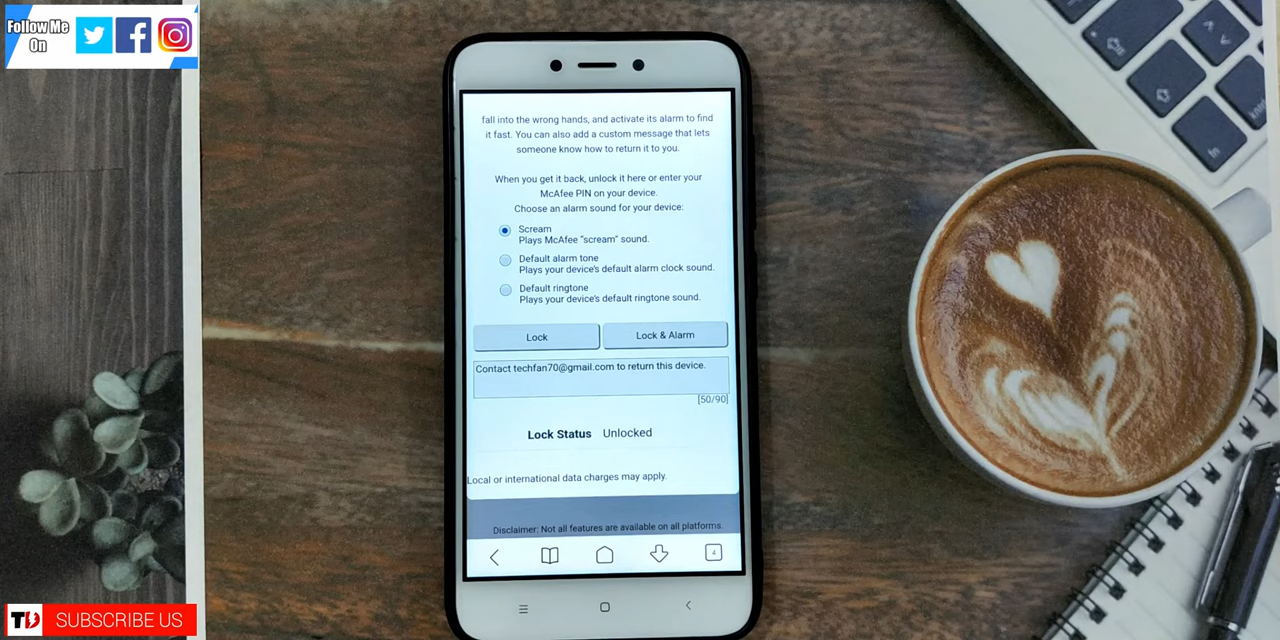 Follow Me
On
fall into the wrong hands, and activate its alarm to find
it fast. You can also add a custom message that lets
someone know how to return it to you.
When you get it back, unlock it here or enter your
McAfee PIN on your device.
Choose an alarm sound for your device:
Scream
Plays McAfee “scream” sound.
Default alarm tone
Plays your device's default alarm clock sound.
Default ringtone
Plays your device's default ringtone sound.
Lock
Lock & Alarm
Contact techfan70@gmail.com to return this device.
[50/90]
Lock Status Unlocked
Local or international data charges may apply.
Disclaimer: Not all features are available on all platforms.
4
fn
SUBSCRIBE US